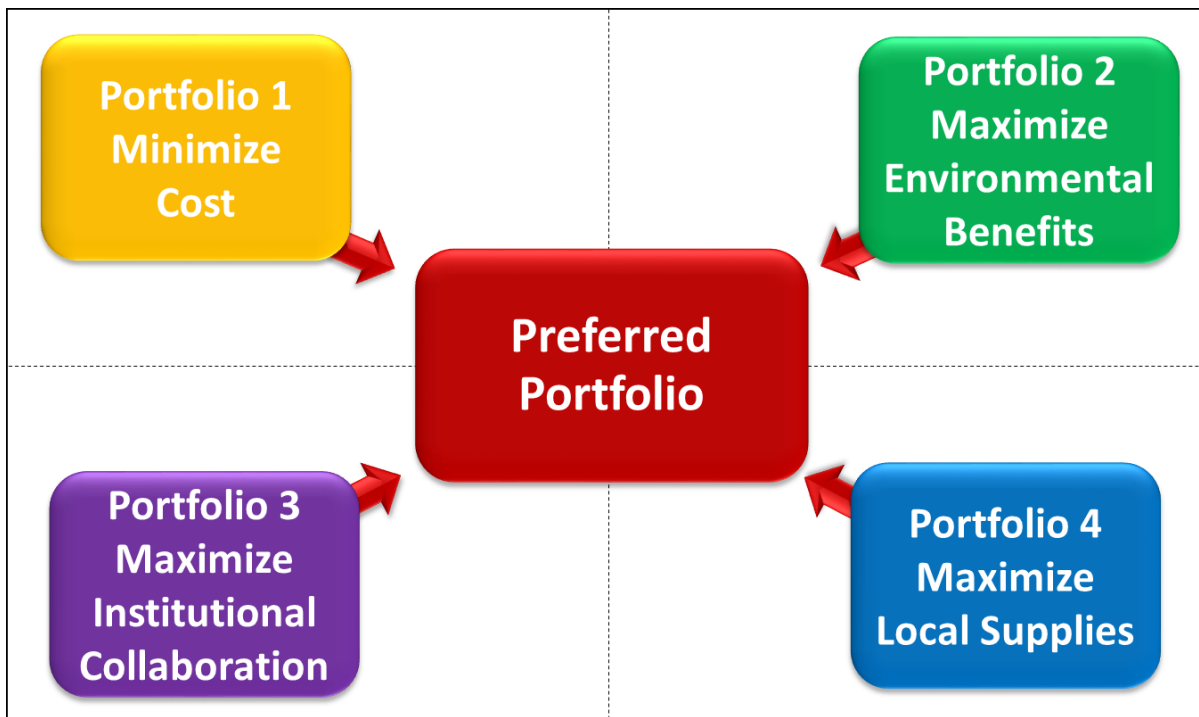 Portfolio 1
Minimize
Cost
Portfolio 2
Maximize
Environmental
Benefits
Preferred
Portfolio
Portfolio 3
Maximize
Institutional
Collaboration
Portfolio 4
Maximize
Local Supplies